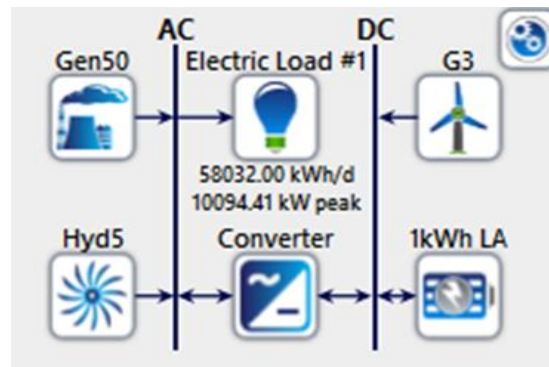 AC DC
Gen50 Electric Load #1 G3
58032.00 kWh/d
10094.41 kW peak
Hyd5 Converter 1kWh LA